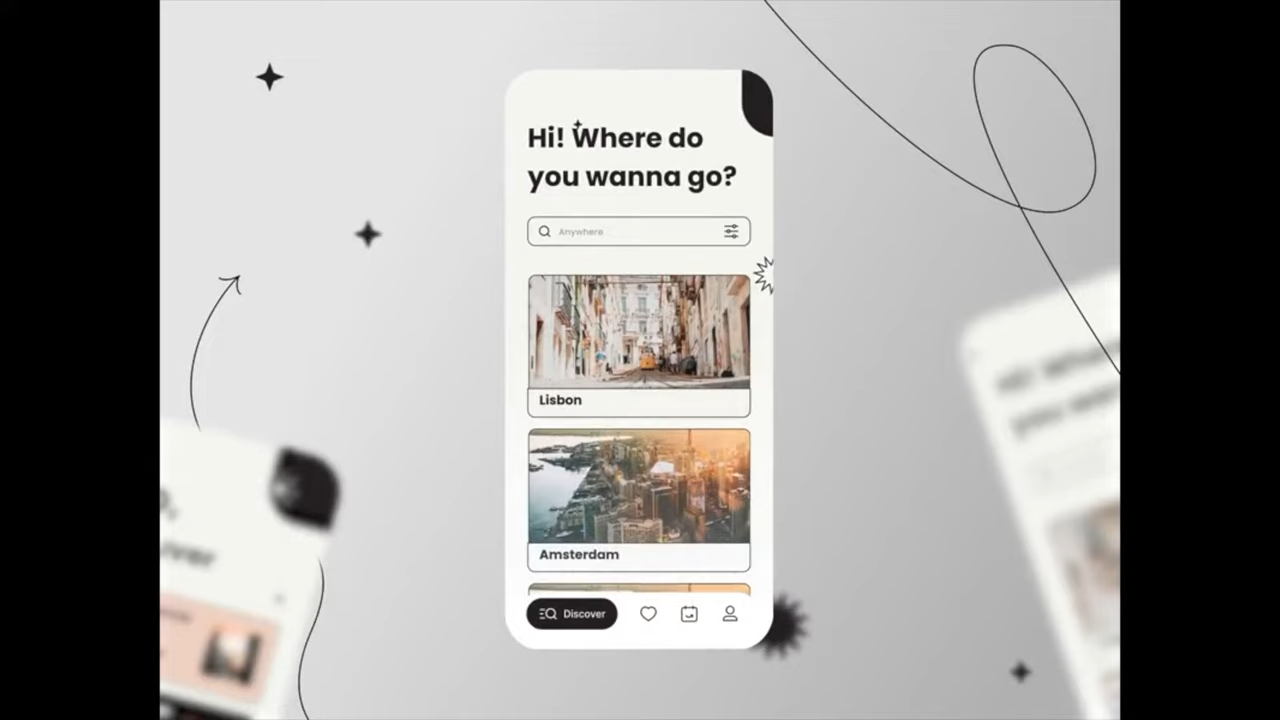 Hi! Where do
you wanna go?
Anywhere
Lisbon
Amsterdam
Discover